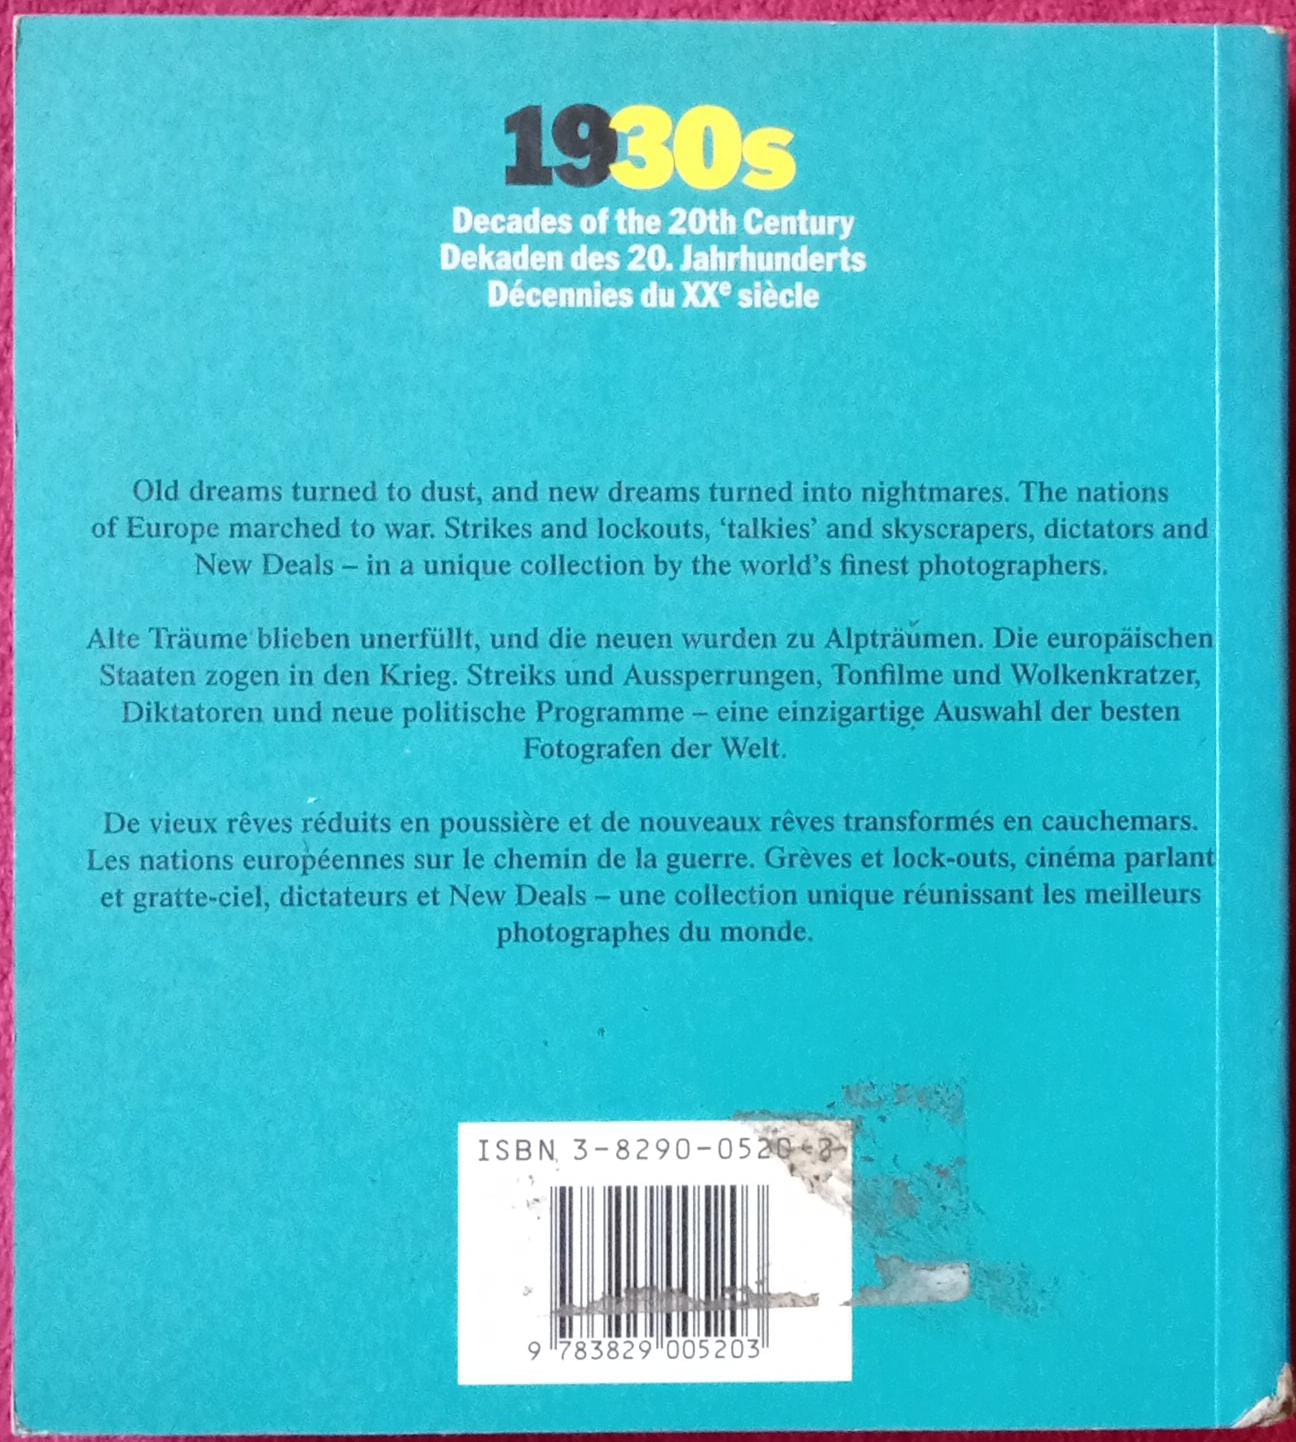 1930s
Decades of the 20th Century
Dekaden des 20. Jahrhunderts
Décennies du XXe siècle
Old dreams turned to dust, and new dreams turned into nightmares. The nations
of Europe marched to war. Strikes and lockouts, ‘talkies’ and skyscrapers, dictators and
New Deals – in a unique collection by the world’s finest photographers.
Alte Träume blieben unerfüllt, und die neuen wurden zu Alpträumen. Die europäischen
Staaten zogen in den Krieg. Streiks und Aussperrungen, Tonfilme und Wolkenkratzer,
Diktatoren und neue politische Programme – eine einzigartige Auswahl der besten
Fotografen der Welt.
De vieux rêves réduits en poussière et de nouveaux rêves transformés en cauchemars.
Les nations européennes sur le chemin de la guerre. Grèves et lock-outs, cinéma parlant
et gratte-ciel, dictateurs et New Deals – une collection unique réunissant les meilleurs
photographes du monde.
ISBN 3-8290-0520-8
9 783829 005203